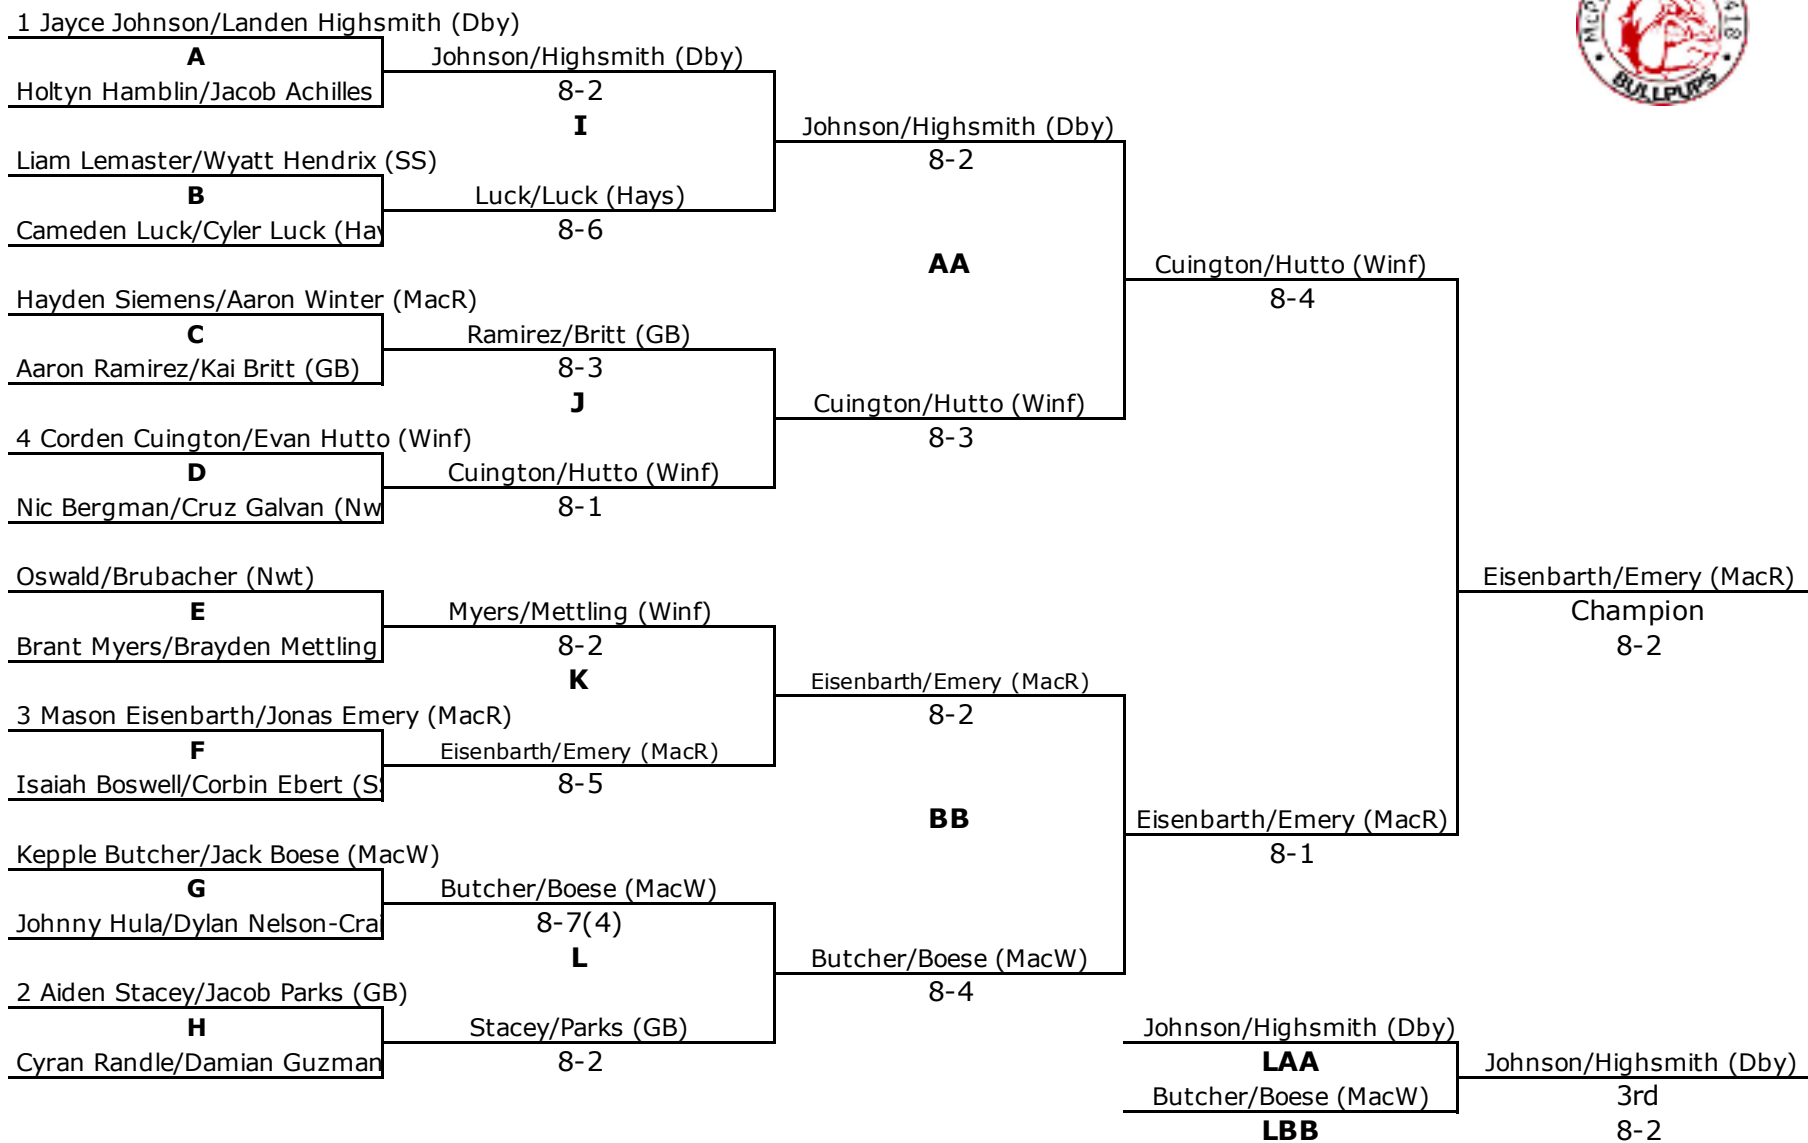 1 Jayce Johnson/Landen Highsmith (Dby)
A
Holtyn Hamblin/Jacob Achilles
Liam Lemaster/Wyatt Hendrix (SS)
B
Cameden Luck/Cyler Luck (Hay
Hayden Siemens/Aaron Winter (MacR)
C
Aaron Ramirez/Kai Britt (GB)
4 Corden Cuington/Evan Hutto (Winf)
D
Nic Bergman/Cruz Galvan (Nw
Oswald/Brubacher (Nwt)
E
Brant Myers/Brayden Mettling
3 Mason Eisenbarth/Jonas Emery (MacR)
F
Isaiah Boswell/Corbin Ebert (S
Kepple Butcher/Jack Boese (MacW)
G
Johnny Hula/Dylan Nelson-Crai
2 Aiden Stacey/Jacob Parks (GB)
H
Cyran Randle/Damian Guzman
Johnson/Highsmith (Dby)
8-2
I
Luck/Luck (Hays)
8-6
Ramirez/Britt (GB)
8-3
J
Cuington/Hutto (Winf)
8-1
Myers/Mettling (Winf)
8-2
K
Eisenbarth/Emery (MacR)
8-5
Butcher/Boese (MacW)
8-7(4)
L
Stacey/Parks (GB)
8-2
Johnson/Highsmith (Dby)
8-2
AA
Cuington/Hutto (Winf)
8-3
Eisenbarth/Emery (MacR)
8-2
BB
Butcher/Boese (MacW)
8-4
Cuington/Hutto (Winf)
8-4
Eisenbarth/Emery (MacR)
8-1
Eisenbarth/Emery (MacR)
Champion
8-2
Johnson/Highsmith (Dby)
LAA
Butcher/Boese (MacW)
LBB
Johnson/Highsmith (Dby)
3rd
8-2
418
BULLPUPS